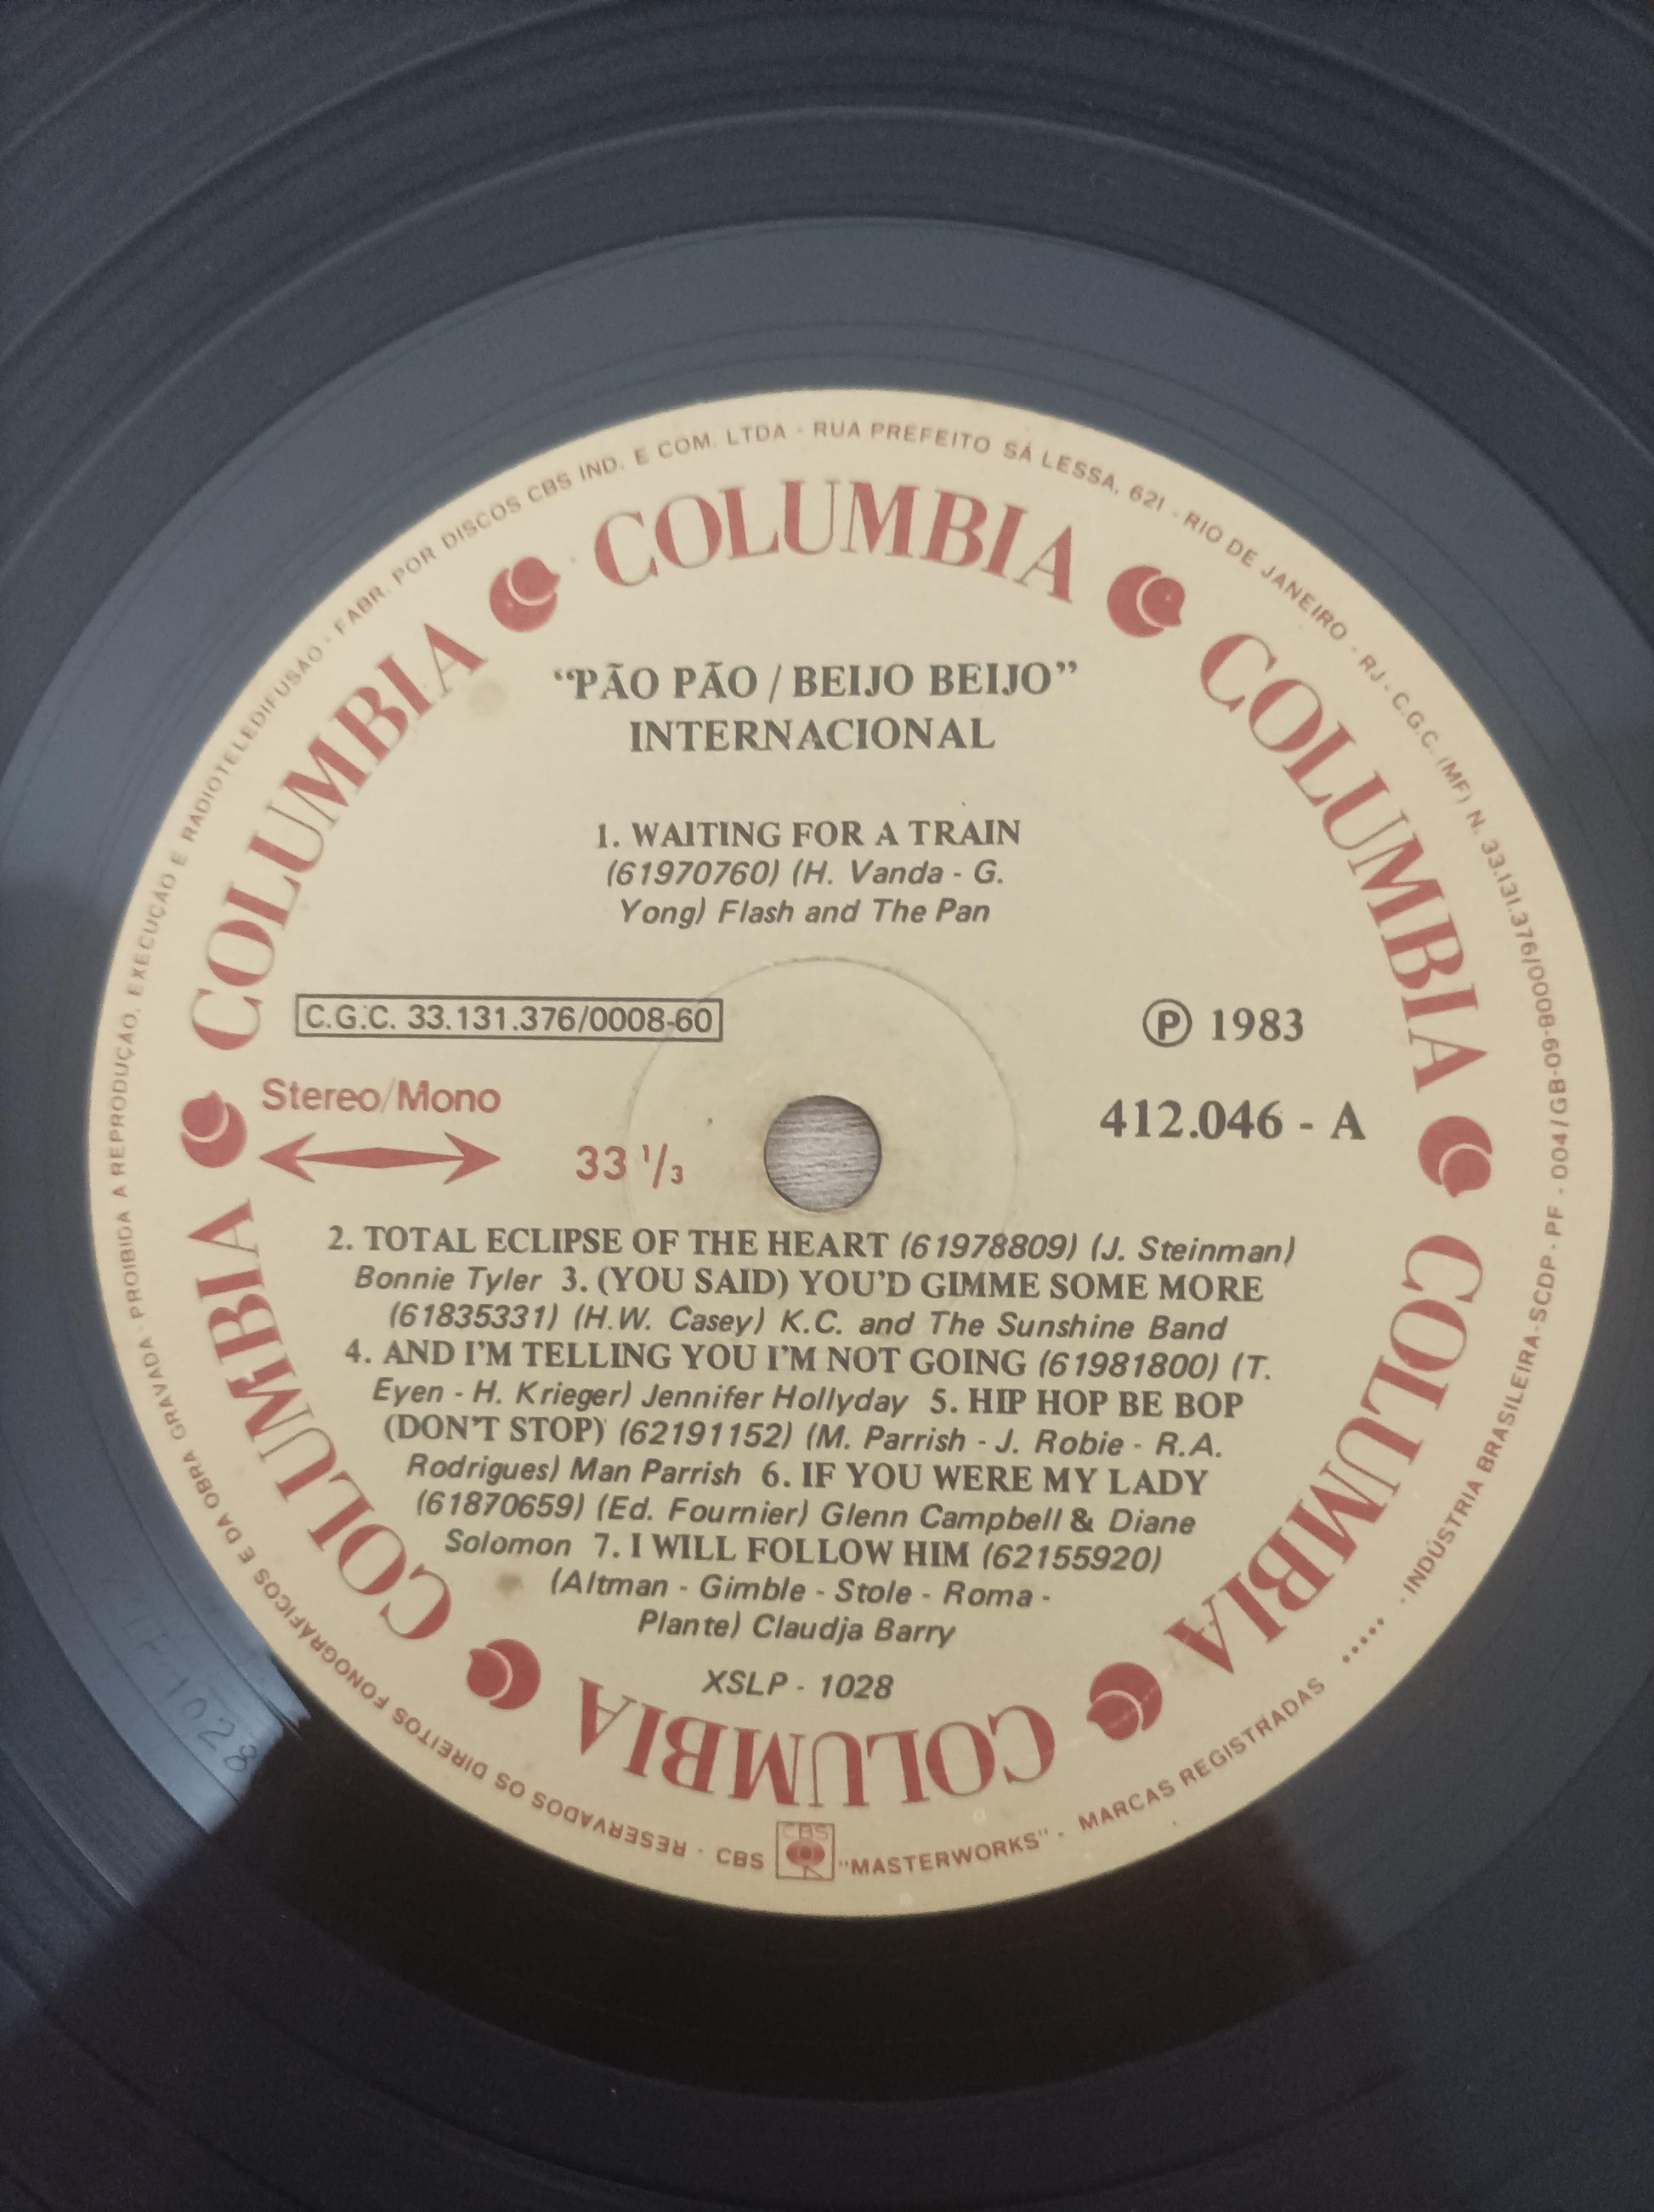 FABR. POR DISCOS CBS IND. E COM. LTDA - RUA PREFEITO SÁ LESSA, 621 - RIO DE JANEIRO - RJ - C.G.C. (MF) N. 33.131.376/0008-60/GB-09-004 - PF - SCDP - INDÚSTRIA BRASILEIRA
COLUMBIA COLUMBIA COLUMBIA COLUMBIA COLUMBIA COLUMBIA
“PÃO PÃO / BEIJO BEIJO”
INTERNACIONAL
1. WAITING FOR A TRAIN
(61970760) (H. Vanda - G.
Yong) Flash and The Pan
C.G.C. 33.131.376/0008-60
℗ 1983
Stereo/Mono
412.046 - A
33 1/3
2. TOTAL ECLIPSE OF THE HEART (61978809) (J. Steinman)
Bonnie Tyler 3. (YOU SAID) YOU’D GIMME SOME MORE
(61835331) (H.W. Casey) K.C. and The Sunshine Band
4. AND I’M TELLING YOU I’M NOT GOING (61981800) (T.
Eyen - H. Krieger) Jennifer Hollyday 5. HIP HOP BE BOP
(DON’T STOP) (62191152) (M. Parrish - J. Robie - R.A.
Rodrigues) Man Parrish 6. IF YOU WERE MY LADY
(61870659) (Ed. Fournier) Glenn Campbell & Diane
Solomon 7. I WILL FOLLOW HIM (62155920)
(Altman - Gimble - Stole - Roma -
Plante) Claudja Barry
XSLP - 1028
CBS CBS "MASTERWORKS" - MARCAS REGISTRADAS .....
RESERVADOS OS DIREITOS FONOGRÁFICOS E DA OBRA GRAVADA - PROIBIDA A REPRODUÇÃO, EXECUÇÃO E RADIOTELEDIFUSÃO
1028